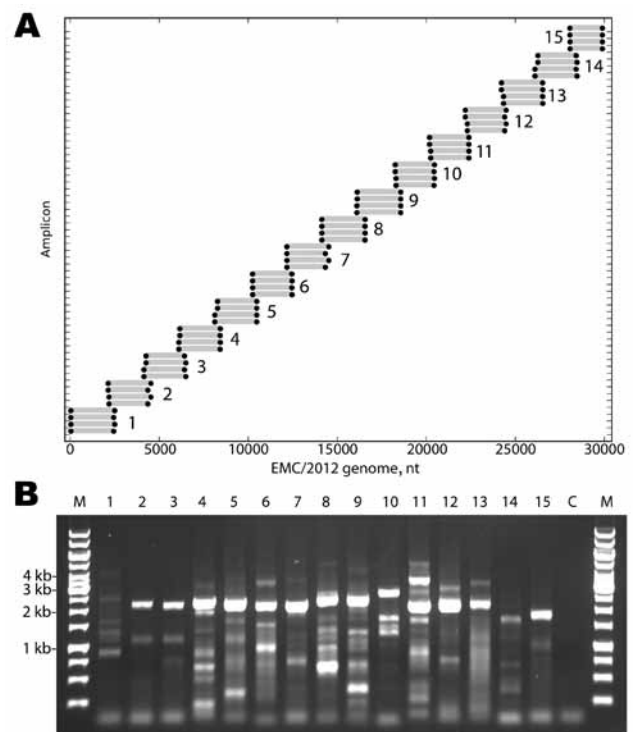 A
15
14
13
12
11
10
9
8
7
6
5
4
3
2
1
Amplicon
0 5000 10000 15000 20000 25000 30000
EMC/2012 genome, nt
B
M 1 2 3 4 5 6 7 8 9 10 11 12 13 14 15 C M
4 kb
3 kb
2 kb
1 kb